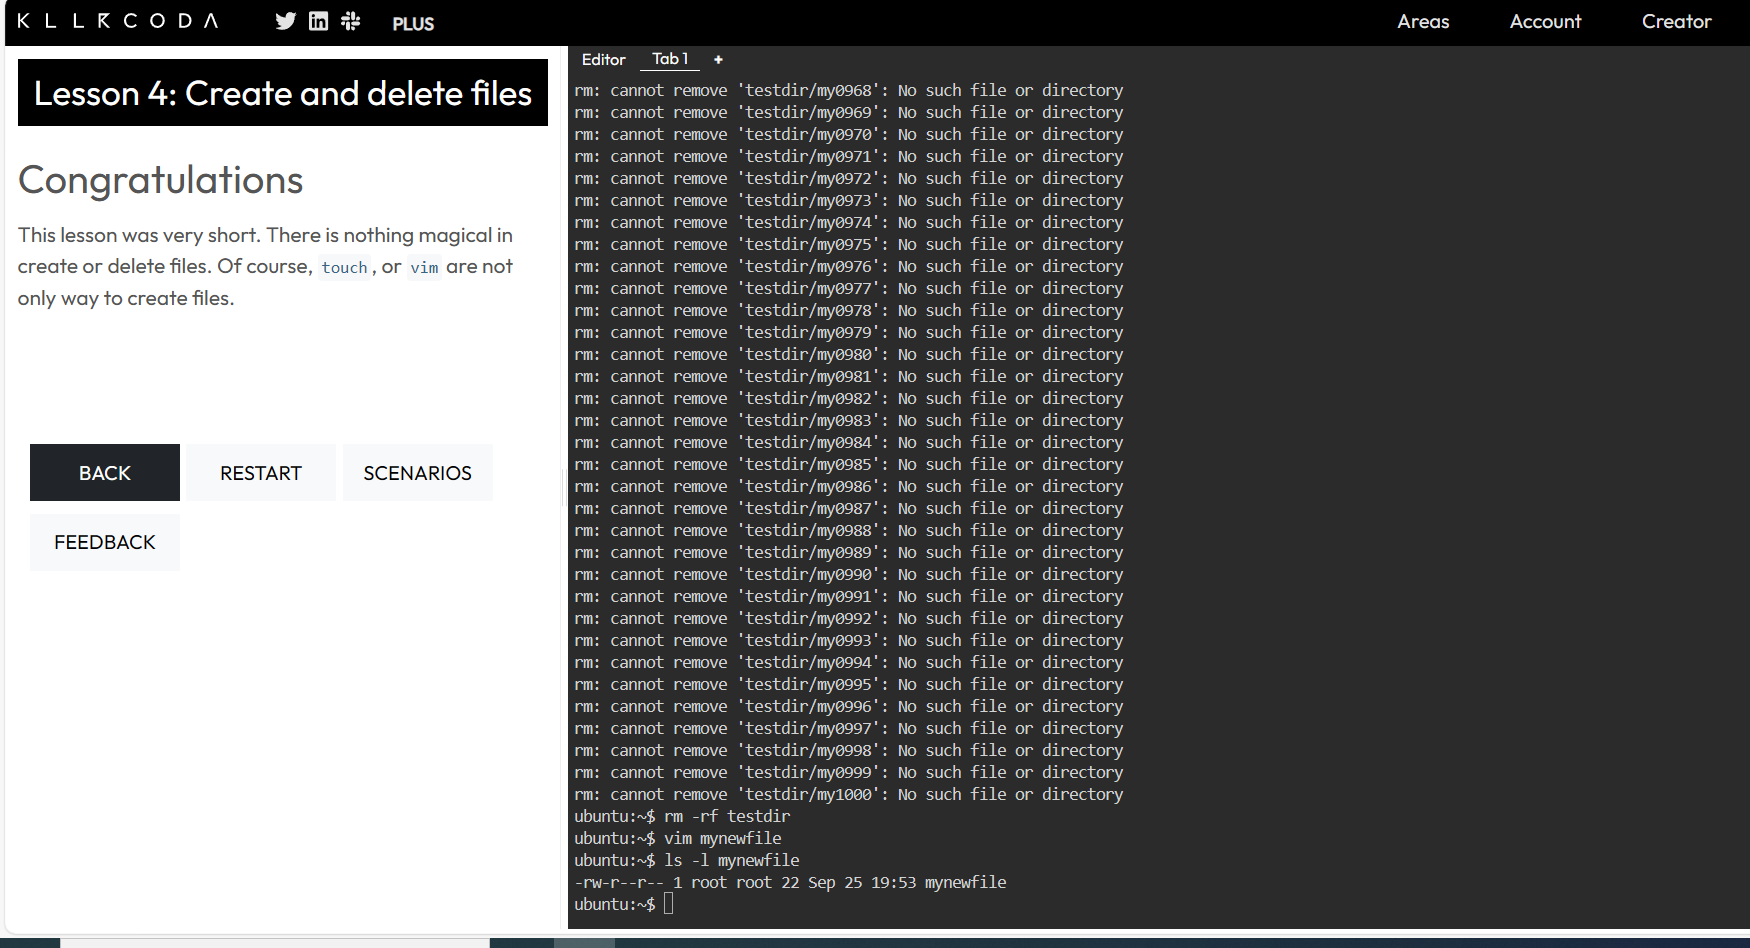 KLLRCODA PLUS Areas Account Creator
Lesson 4: Create and delete files
Congratulations
This lesson was very short. There is nothing magical in
create or delete files. Of course, touch, or vim are not
only way to create files.
BACK RESTART SCENARIOS
FEEDBACK
Editor Tab 1 +
rm: cannot remove 'testdir/my0968': No such file or directory
rm: cannot remove 'testdir/my0969': No such file or directory
rm: cannot remove 'testdir/my0970': No such file or directory
rm: cannot remove 'testdir/my0971': No such file or directory
rm: cannot remove 'testdir/my0972': No such file or directory
rm: cannot remove 'testdir/my0973': No such file or directory
rm: cannot remove 'testdir/my0974': No such file or directory
rm: cannot remove 'testdir/my0975': No such file or directory
rm: cannot remove 'testdir/my0976': No such file or directory
rm: cannot remove 'testdir/my0977': No such file or directory
rm: cannot remove 'testdir/my0978': No such file or directory
rm: cannot remove 'testdir/my0979': No such file or directory
rm: cannot remove 'testdir/my0980': No such file or directory
rm: cannot remove 'testdir/my0981': No such file or directory
rm: cannot remove 'testdir/my0982': No such file or directory
rm: cannot remove 'testdir/my0983': No such file or directory
rm: cannot remove 'testdir/my0984': No such file or directory
rm: cannot remove 'testdir/my0985': No such file or directory
rm: cannot remove 'testdir/my0986': No such file or directory
rm: cannot remove 'testdir/my0987': No such file or directory
rm: cannot remove 'testdir/my0988': No such file or directory
rm: cannot remove 'testdir/my0989': No such file or directory
rm: cannot remove 'testdir/my0990': No such file or directory
rm: cannot remove 'testdir/my0991': No such file or directory
rm: cannot remove 'testdir/my0992': No such file or directory
rm: cannot remove 'testdir/my0993': No such file or directory
rm: cannot remove 'testdir/my0994': No such file or directory
rm: cannot remove 'testdir/my0995': No such file or directory
rm: cannot remove 'testdir/my0996': No such file or directory
rm: cannot remove 'testdir/my0997': No such file or directory
rm: cannot remove 'testdir/my0998': No such file or directory
rm: cannot remove 'testdir/my0999': No such file or directory
rm: cannot remove 'testdir/my1000': No such file or directory
ubuntu:~$ rm -rf testdir
ubuntu:~$ vim mynewfile
ubuntu:~$ ls -l mynewfile
-rw-r--r-- 1 root root 22 Sep 25 19:53 mynewfile
ubuntu:~$